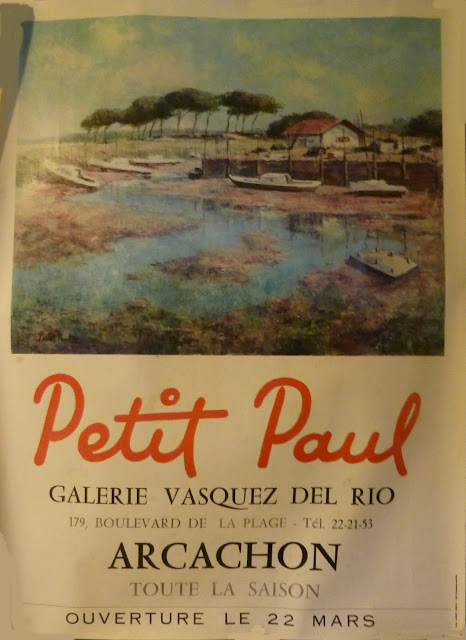 Petit Paul
GALERIE VASQUEZ DEL RIO
179, BOULEVARD DE LA PLAGE - Tél. 22-21-53
ARCACHON
TOUTE LA SAISON
OUVERTURE LE 22 MARS